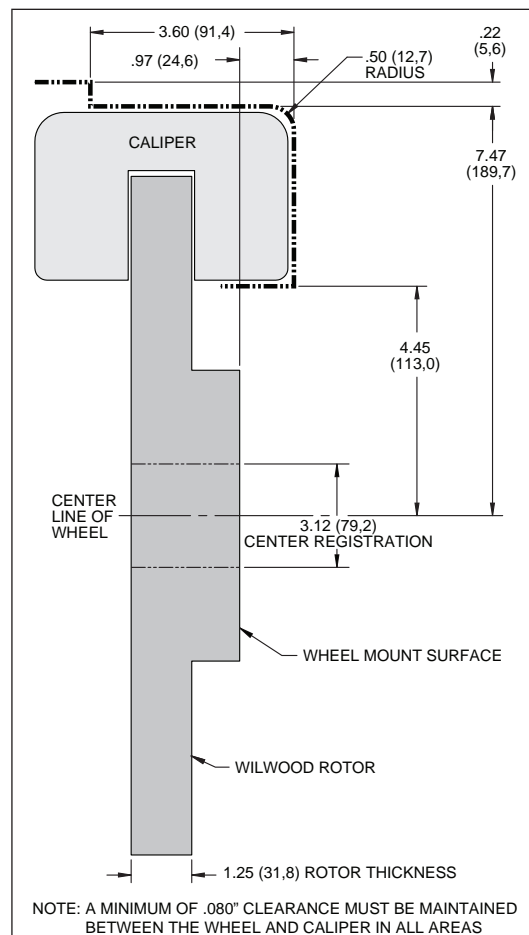 3.60 (91,4)
.97 (24,6)
.50 (12,7)
RADIUS
.22
(5,6)
CALIPER
7.47
(189,7)
4.45
(113,0)
CENTER
LINE OF
WHEEL
3.12 (79,2)
CENTER REGISTRATION
WHEEL MOUNT SURFACE
WILWOOD ROTOR
1.25 (31,8) ROTOR THICKNESS
NOTE: A MINIMUM OF .080" CLEARANCE MUST BE MAINTAINED
BETWEEN THE WHEEL AND CALIPER IN ALL AREAS